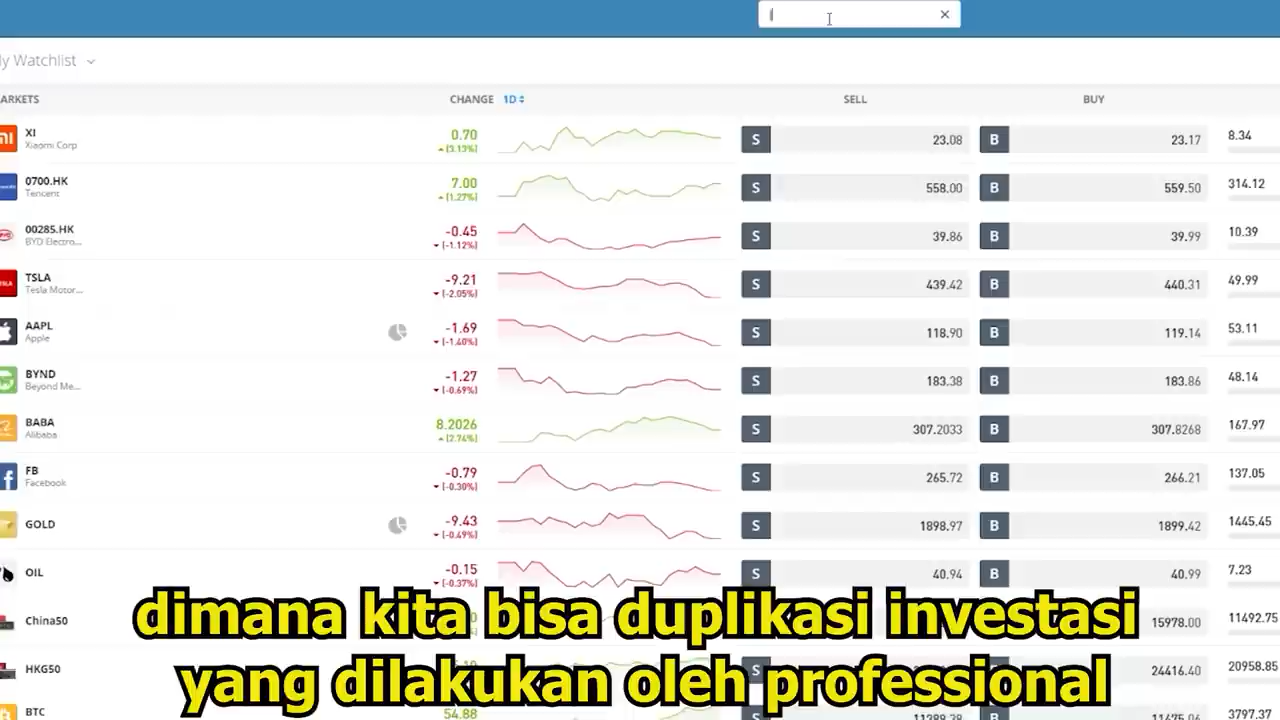 y Watchlist
ARKETS CHANGE 1D SELL BUY
XI 0.70 S 23.08 B 23.17 8.34
Xiaomi Corp (3.13%)
0700.HK 7.00 S 558.00 B 559.50 314.12
Tencent (1.27%)
00285.HK -0.45 S 39.86 B 39.99 10.39
BYD Electro... (-1.12%)
TSLA -9.21 S 439.42 B 440.31 49.99
Tesla Motor... (-2.05%)
AAPL -1.69 S 118.90 B 119.14 53.11
Apple (-1.40%)
BYND -1.27 S 183.38 B 183.86 48.14
Beyond Me... (-0.69%)
BABA 8.2026 S 307.2033 B 307.8268 167.97
Alibaba (2.74%)
FB -0.79 S 265.72 B 266.21 137.05
Facebook (-0.30%)
GOLD -9.43 S 1898.97 B 1899.42 1445.45
(-0.49%)
OIL -0.15 S 40.94 B 40.99 7.23
(-0.37%)
China50 15978.00 11492.75
HKG50 S 24416.40 20958.85
BTC 54.88 3797.37
dimana kita bisa duplikasi investasi
yang dilakukan oleh professional